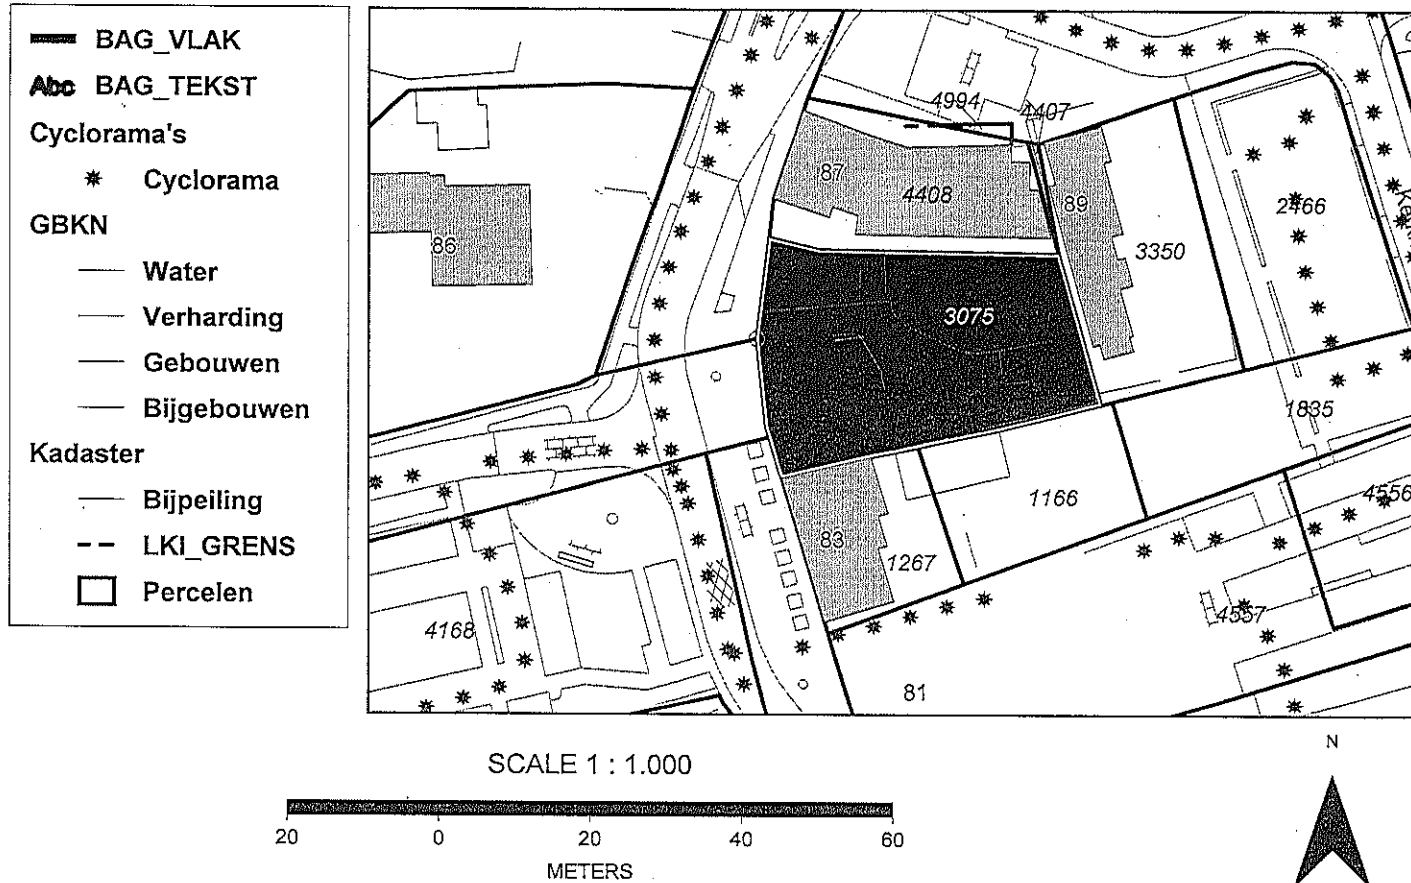 BAG_VLAK
Abc BAG_TEKST
Cyclorama's
Cyclorama
GBKN
Water
Verharding
Gebouwen
Bijgebouwen
Kadaster
Bijpeiling
LKI_GRENS
Percelen
4994
4407
87
4408
89
2466
86
3350
3075
1835
4556
1166
83
1267
4557
4168
81
SCALE 1 : 1.000
20 0 20 40 60
METERS
N